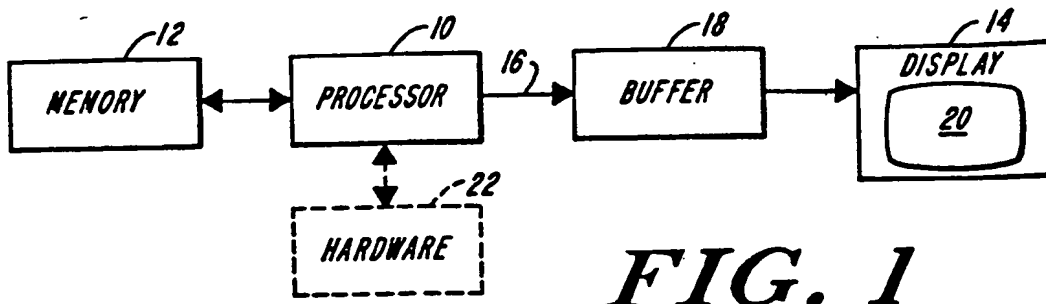 12
10
18
14
MEMORY
PROCESSOR
16
BUFFER
DISPLAY
20
22
HARDWARE
FIG. 1